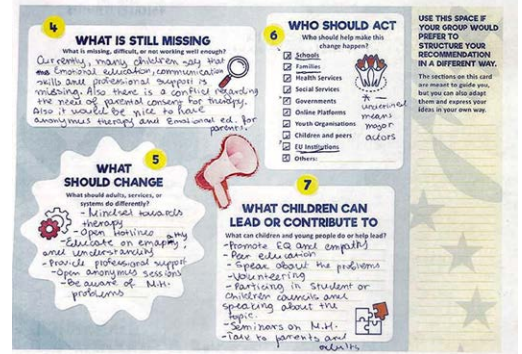 4
WHAT IS STILL MISSING
What is missing, difficult, or not working well enough?
Currently, many children say that
Emotional education, communication
skills and professional support is
missing. Also there is a conflict regarding
the need of parental consent for therapy.
Also it would be nice to have
anonymus therapy and Emotional ed. for
parents.
5
WHAT
SHOULD CHANGE
What should adults, services, or
systems do differently?
- Mindset towards
therapy
- Open Hotlines
- Educate on empathy,
and understanding
- Provide professional support
- Open anonymus sessions
- Be aware of M.H.
problems
6
WHO SHOULD ACT
Who should help make this
change happen?
Schools
Families
Health Services
Social Services
Governments
Online Platforms
Youth Organisations
Children and peers
EU Institutions
Others:
* underlined
means
major
actors
7
WHAT CHILDREN CAN
LEAD OR CONTRIBUTE TO
What can children and young people do or help lead?
- Promote EQ and empathy
- Peer education
- Speak about the problems
- Volunteering
- Particing in Student or
Children councils and
speaking about the
topic.
- Seminars on M.H.
- Talk to parents and
adults
USE THIS SPACE IF
YOUR GROUP WOULD
PREFER TO
STRUCTURE YOUR
RECOMMENDATION
IN A DIFFERENT WAY.
The sections on this card
are meant to guide you,
but you can also adapt
them and express your
ideas in your own way.